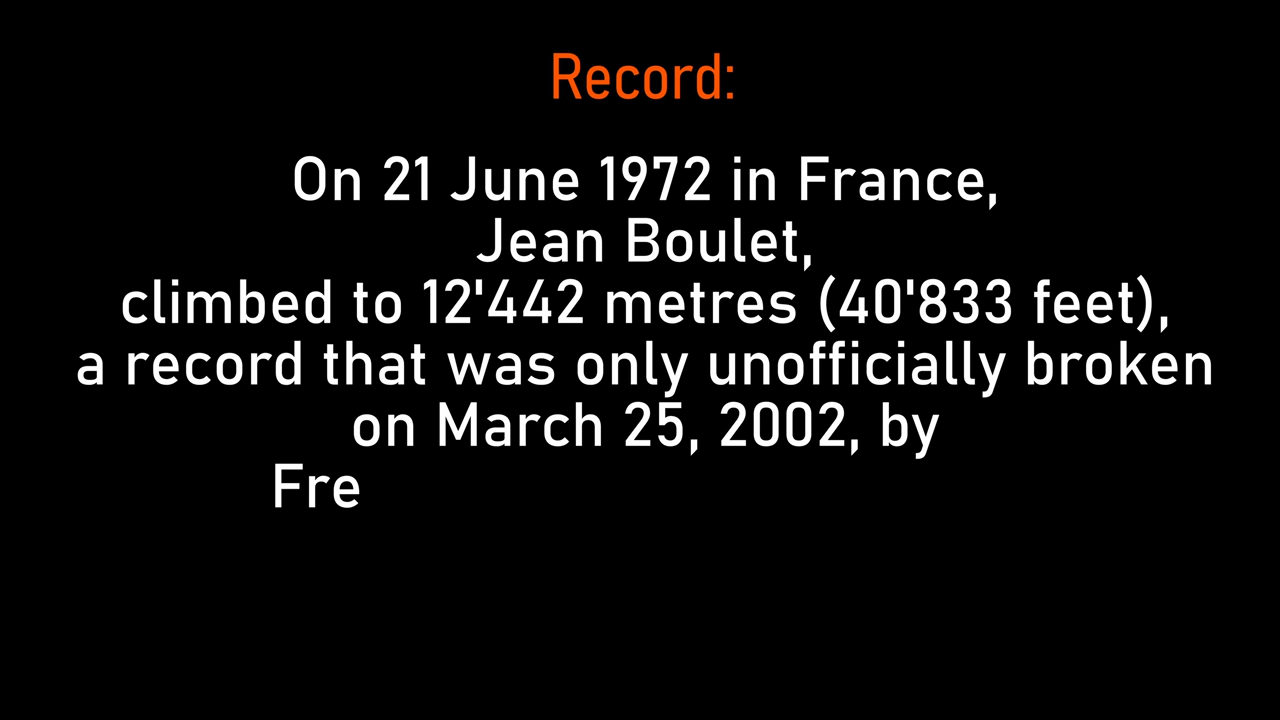 Record:
On 21 June 1972 in France,
Jean Boulet,
climbed to 12'442 metres (40'833 feet),
a record that was only unofficially broken
on March 25, 2002, by
Fre